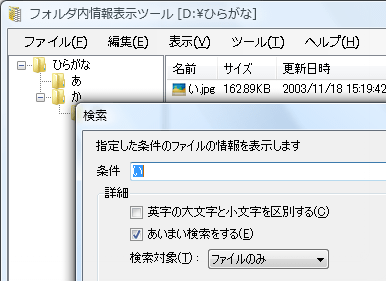 フォルダ内情報表示ツール [D:¥ひらがな]
ファイル(F) 編集(E) 表示(V) ツール(T) ヘルプ(H)
ひらがな
あ
か
名前 サイズ 更新日時
い.jpg 162.89KB 2003/11/18 15:19:42
検索
指定した条件のファイルの情報を表示します
条件 い
詳細
英字の大文字と小文字を区別する(C)
あいまい検索をする(E)
検索対象(T): ファイルのみ